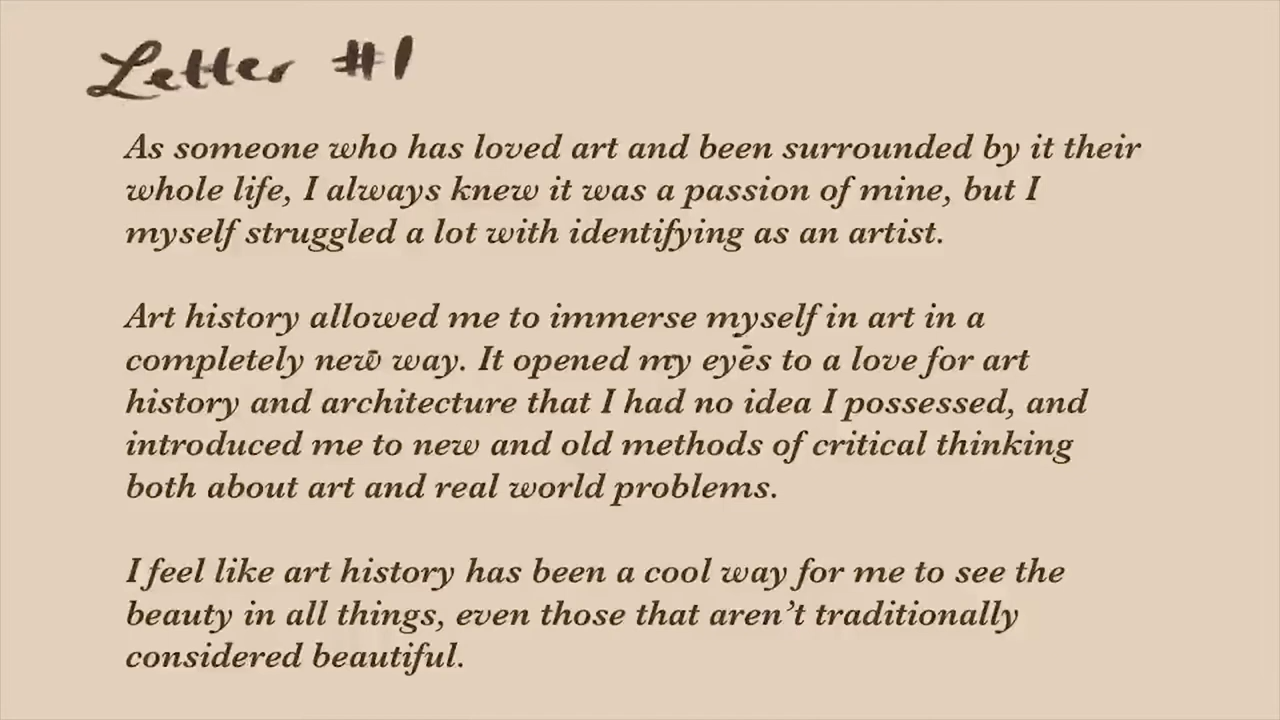 Letter #1
As someone who has loved art and been surrounded by it their
whole life, I always knew it was a passion of mine, but I
myself struggled a lot with identifying as an artist.
Art history allowed me to immerse myself in art in a
completely new way. It opened my eyes to a love for art
history and architecture that I had no idea I possessed, and
introduced me to new and old methods of critical thinking
both about art and real world problems.
I feel like art history has been a cool way for me to see the
beauty in all things, even those that aren’t traditionally
considered beautiful.